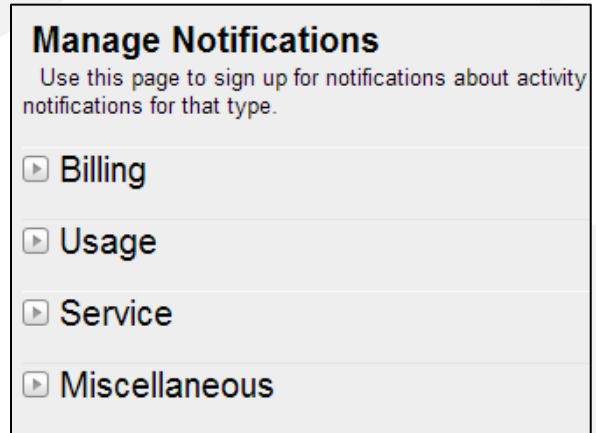 Manage Notifications
Use this page to sign up for notifications about activity
notifications for that type.
Billing
Usage
Service
Miscellaneous